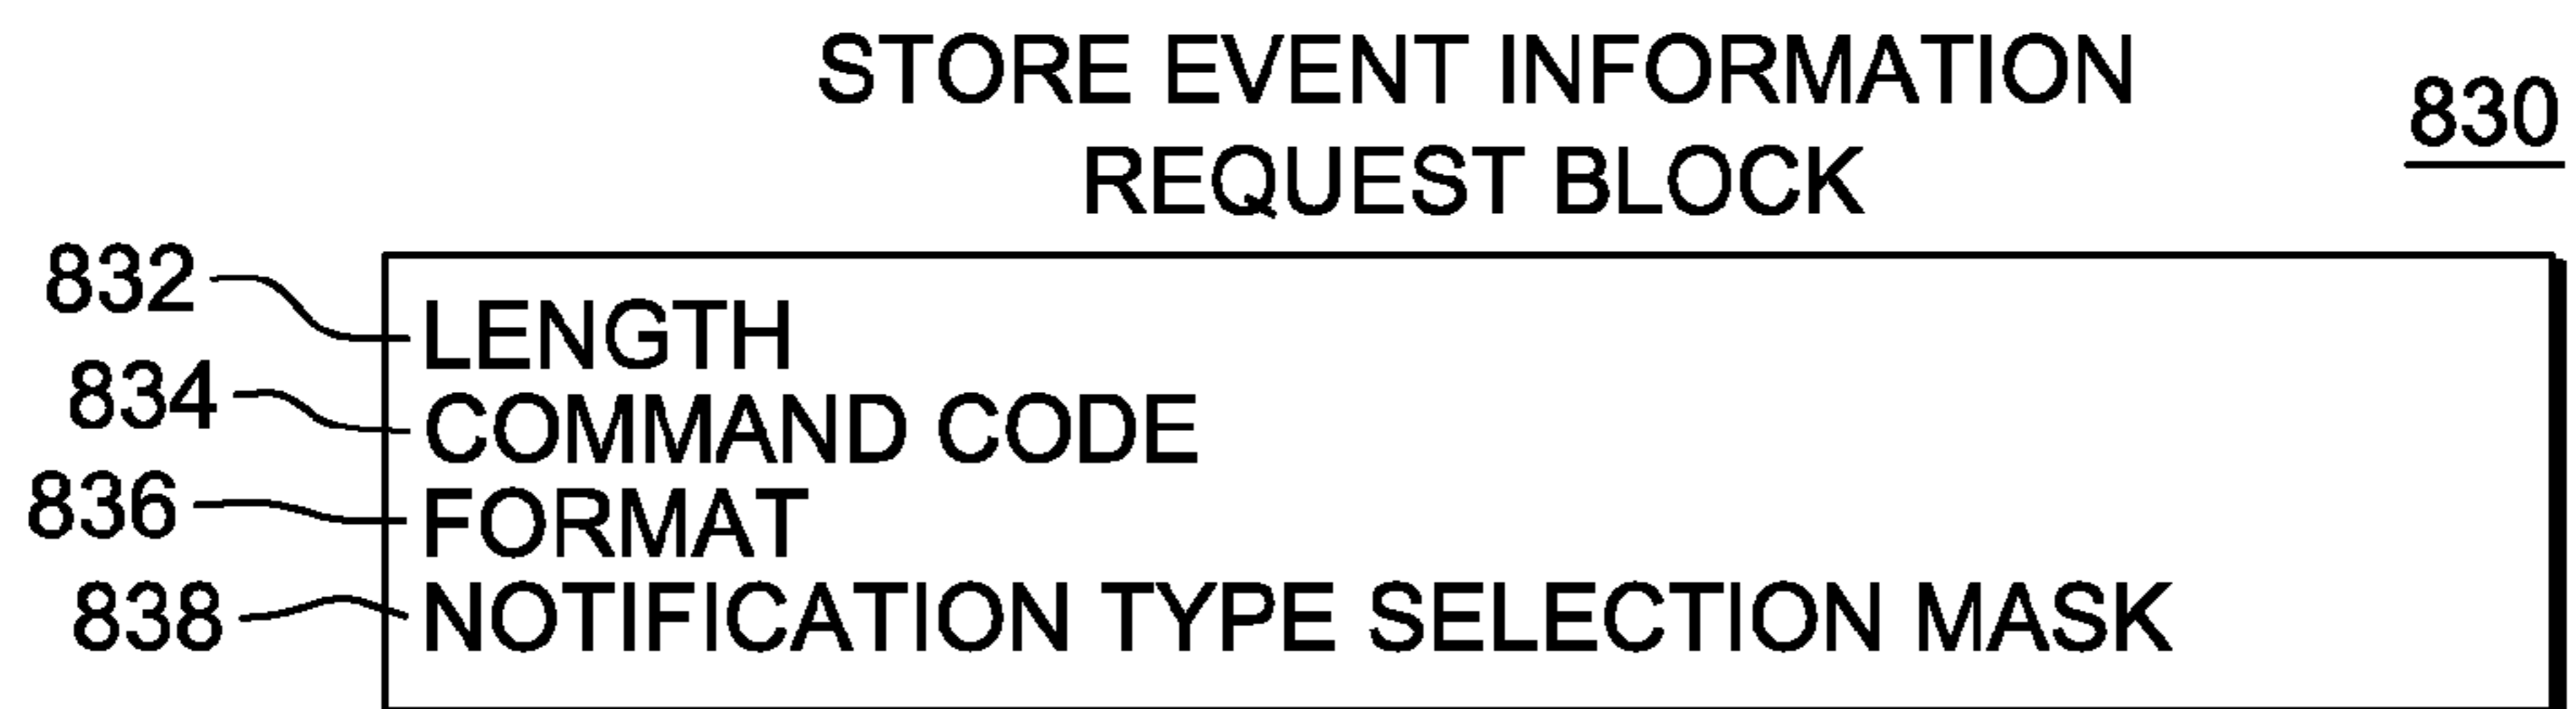 STORE EVENT INFORMATION
REQUEST BLOCK
830
832 LENGTH
834 COMMAND CODE
836 FORMAT
838 NOTIFICATION TYPE SELECTION MASK